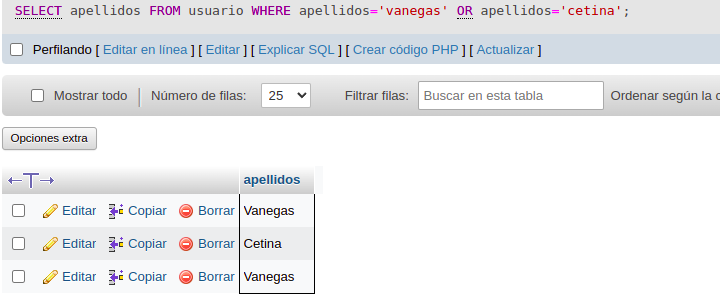 SELECT apellidos FROM usuario WHERE apellidos='vanegas' OR apellidos='cetina';
Perfilando [ Editar en línea ] [ Editar ] [ Explicar SQL ] [ Crear código PHP ] [ Actualizar ]
Mostrar todo Número de filas: 25 Filtrar filas: Buscar en esta tabla Ordenar según la
Opciones extra
←T→ apellidos
Editar Copiar Borrar Vanegas
Editar Copiar Borrar Cetina
Editar Copiar Borrar Vanegas